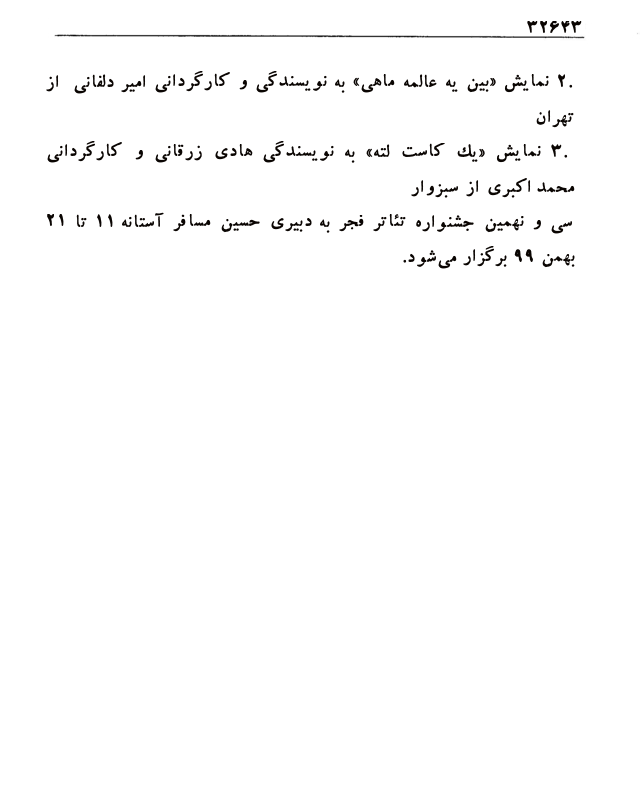 ۳۲۶۴۳
۲. نمایش «بین یه عالمه ماهی» به نویسندگی و کارگردانی امیر دلفانی از
تهران
۳. نمایش «یك کاست لته» به نویسندگی هادی زرقانی و کارگردانی
محمد اکبری از سبزوار
سی و نهمین جشنواره تئاتر فجر به دبیری حسین مسافر آستانه ۱۱ تا ۲۱
بهمن ۹۹ برگزار می‌شود.